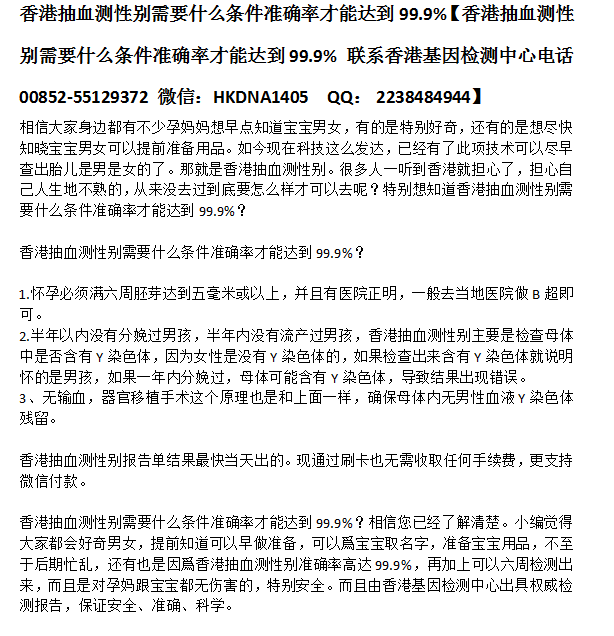 香港抽血测性别需要什么条件准确率才能达到 99.9%【香港抽血测性
别需要什么条件准确率才能达到 99.9% 联系香港基因检测中心电话
00852-55129372 微信：HKDNA1405 QQ： 2238484944】
相信大家身边都有不少孕妈妈想早点知道宝宝男女，有的是特别好奇，还有的是想尽快
知晓宝宝男女可以提前准备用品。如今现在科技这么发达，已经有了此项技术可以尽早
查出胎儿是男是女的了。那就是香港抽血测性别。很多人一听到香港就担心了，担心自
己人生地不熟的，从来没去过到底要怎么样才可以去呢？特别想知道香港抽血测性别需
要什么条件准确率才能达到 99.9%？
香港抽血测性别需要什么条件准确率才能达到 99.9%？
1.怀孕必须满六周胚芽达到五毫米或以上，并且有医院正明，一般去当地医院做 B 超即
可。
2.半年以内没有分娩过男孩，半年内没有流产过男孩，香港抽血测性别主要是检查母体
中是否含有 Y 染色体，因为女性是没有 Y 染色体的，如果检查出来含有 Y 染色体就说明
怀的是男孩，如果一年内分娩过，母体可能含有 Y 染色体，导致结果出现错误。
3、无输血，器官移植手术这个原理也是和上面一样，确保母体内无男性血液 Y 染色体
残留。
香港抽血测性别报告单结果最快当天出的。现通过刷卡也无需收取任何手续费，更支持
微信付款。
香港抽血测性别需要什么条件准确率才能达到 99.9%？相信您已经了解清楚。小编觉得
大家都会好奇男女，提前知道可以早做准备，可以爲宝宝取名字，准备宝宝用品，不至
于后期忙乱，还有也是因爲香港抽血测性别准确率高达 99.9%，再加上可以六周检测出
来，而且是对孕妈跟宝宝都无伤害的，特别安全。而且由香港基因检测中心出具权威检
测报告，保证安全、准确、科学。